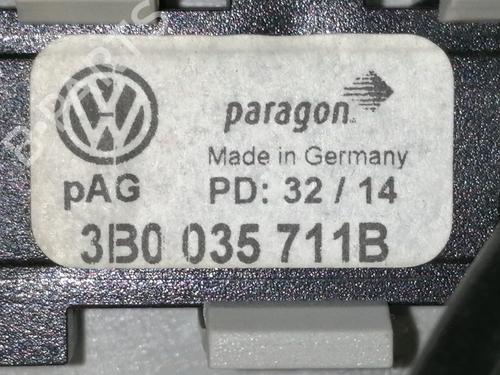 paragon
Made in Germany
pAG PD: 32 / 14
3B0 035 711B